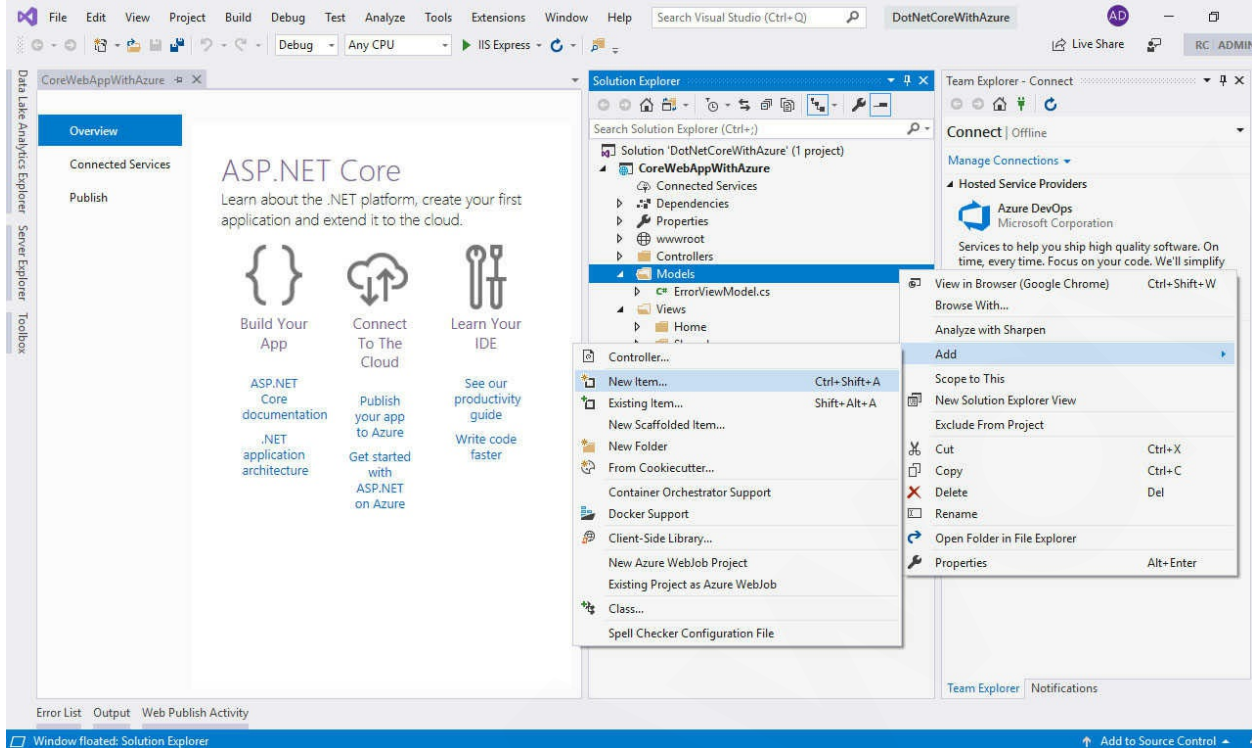 File Edit View Project Build Debug Test Analyze Tools Extensions Window Help Search Visual Studio (Ctrl+Q) DotNetCoreWithAzure AD
Debug Any CPU IIS Express Live Share RC ADMIN
Data Lake Analytics Explorer
Server Explorer
Toolbox
CoreWebAppWithAzure
Overview
Connected Services
Publish
ASP.NET Core
Learn about the .NET platform, create your first
application and extend it to the cloud.
Build Your
App
ASP.NET
Core
documentation
.NET
application
architecture
Connect
To The
Cloud
Publish
your app
to Azure
Get started
with
ASP.NET
on Azure
Learn Your
IDE
See our
productivity
guide
Write code
faster
Solution Explorer
Search Solution Explorer (Ctrl+;)
Solution 'DotNetCoreWithAzure' (1 project)
CoreWebAppWithAzure
Connected Services
Dependencies
Properties
wwwroot
Controllers
Models
C# ErrorViewModel.cs
Views
Home
Controller...
New Item... Ctrl+Shift+A
Existing Item... Shift+Alt+A
New Scaffolded Item...
New Folder
From Cookiecutter...
Container Orchestrator Support
Docker Support
Client-Side Library...
New Azure WebJob Project
Existing Project as Azure WebJob
Class...
Spell Checker Configuration File
Team Explorer - Connect
Connect | Offline
Manage Connections
Hosted Service Providers
Azure DevOps
Microsoft Corporation
Services to help you ship high quality software. On
time, every time. Focus on your code. We'll simplify
View in Browser (Google Chrome) Ctrl+Shift+W
Browse With...
Analyze with Sharpen
Add
Scope to This
New Solution Explorer View
Exclude From Project
Cut Ctrl+X
Copy Ctrl+C
Delete Del
Rename
Open Folder in File Explorer
Properties Alt+Enter
Team Explorer Notifications
Error List Output Web Publish Activity
Window floated: Solution Explorer Add to Source Control